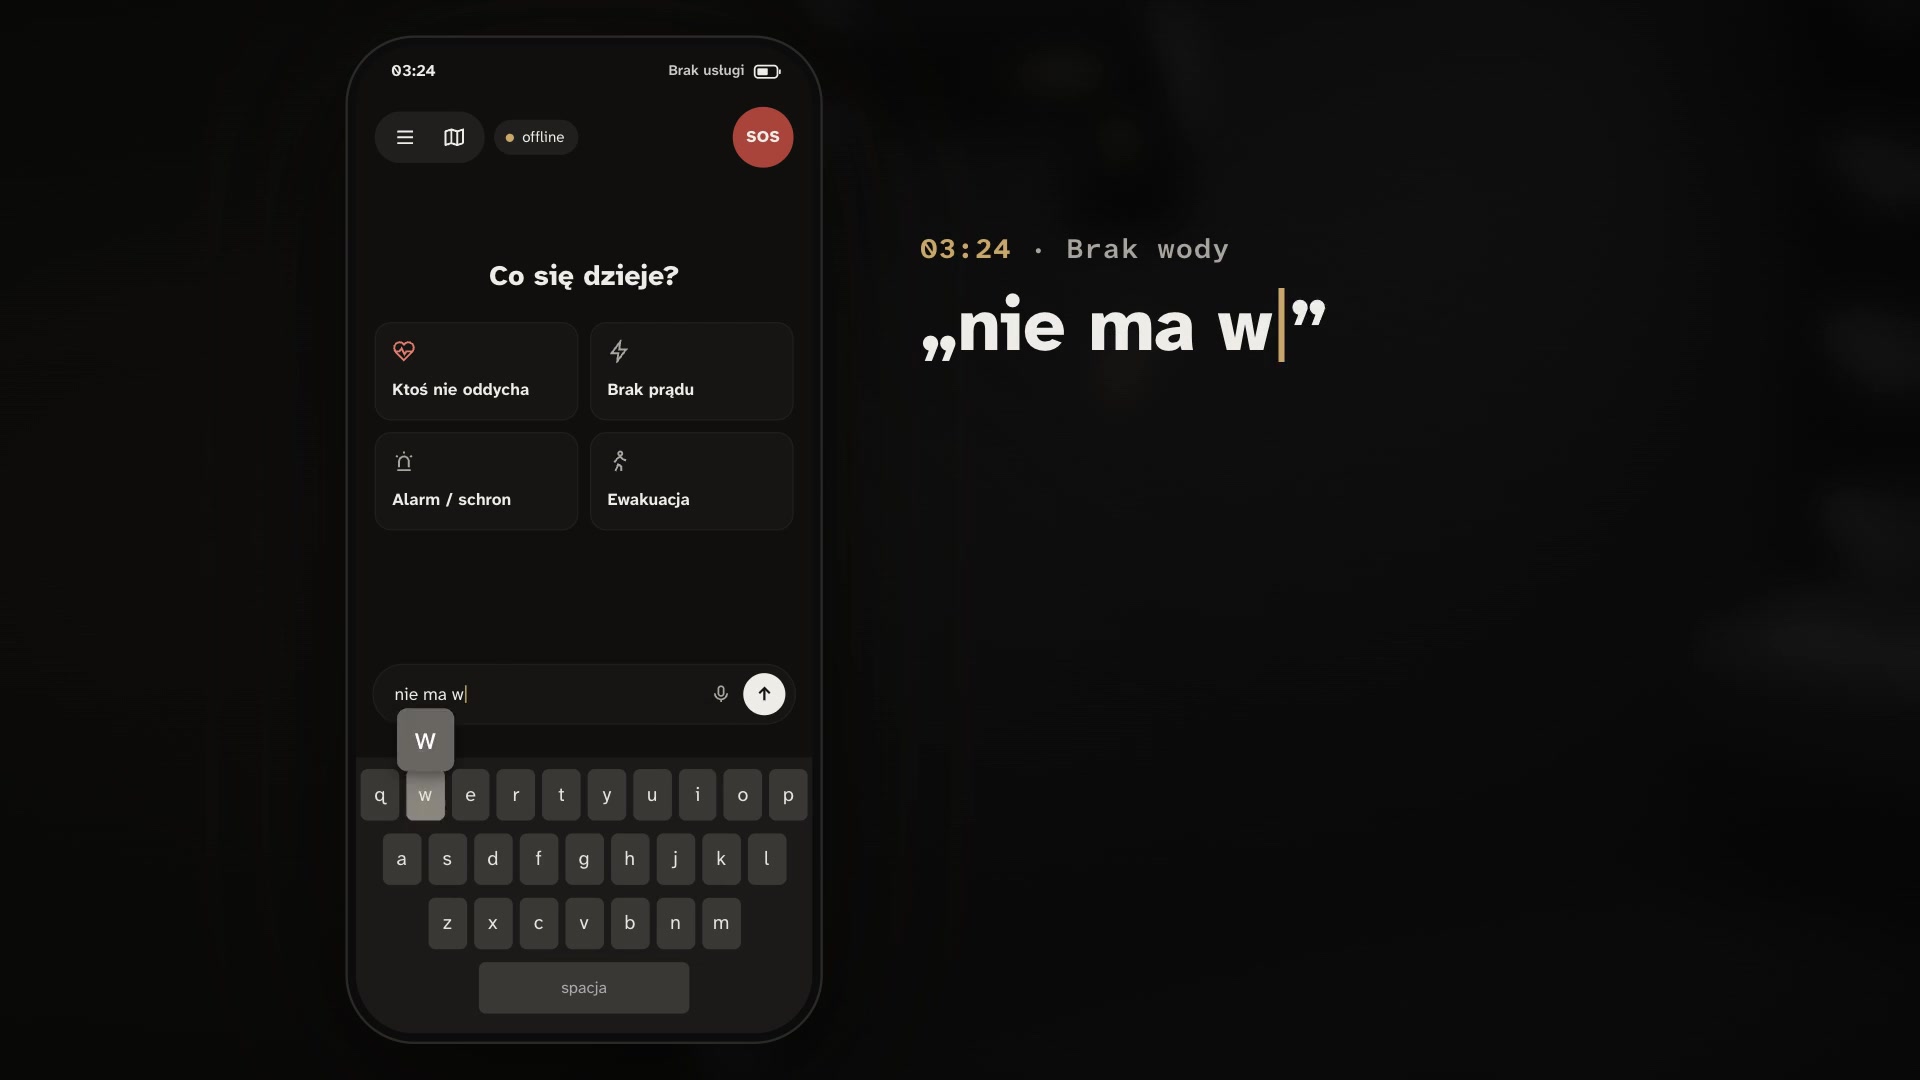 03:24
Brak usługi
offline
SOS
Co się dzieje?
Ktoś nie oddycha
Brak prądu
Alarm / schron
Ewakuacja
nie ma w
w
q w e r t y u i o p
a s d f g h j k l
z x c v b n m
spacja
03:24 · Brak wody
„nie ma w”